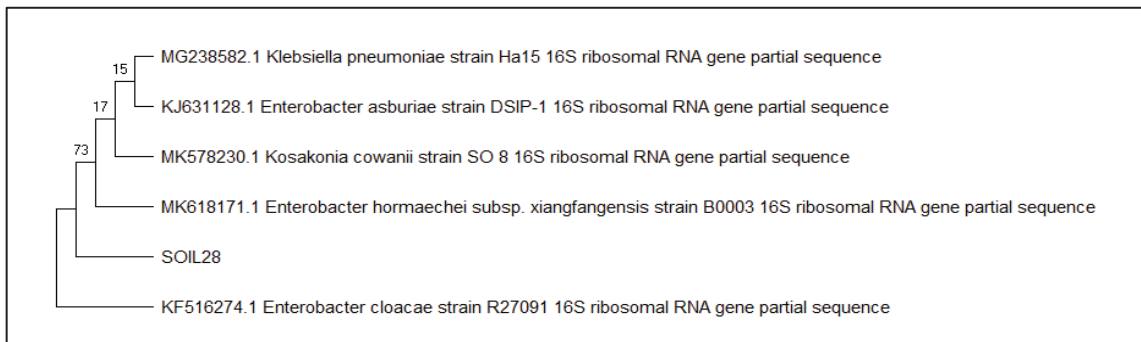 MG238582.1 Klebsiella pneumoniae strain Ha15 16S ribosomal RNA gene partial sequence
15
KJ631128.1 Enterobacter asburiae strain DSIP-1 16S ribosomal RNA gene partial sequence
17
MK578230.1 Kosakonia cowanii strain SO 8 16S ribosomal RNA gene partial sequence
73
MK618171.1 Enterobacter hormaechei subsp. xiangfangensis strain B0003 16S ribosomal RNA gene partial sequence
SOIL28
KF516274.1 Enterobacter cloacae strain R27091 16S ribosomal RNA gene partial sequence